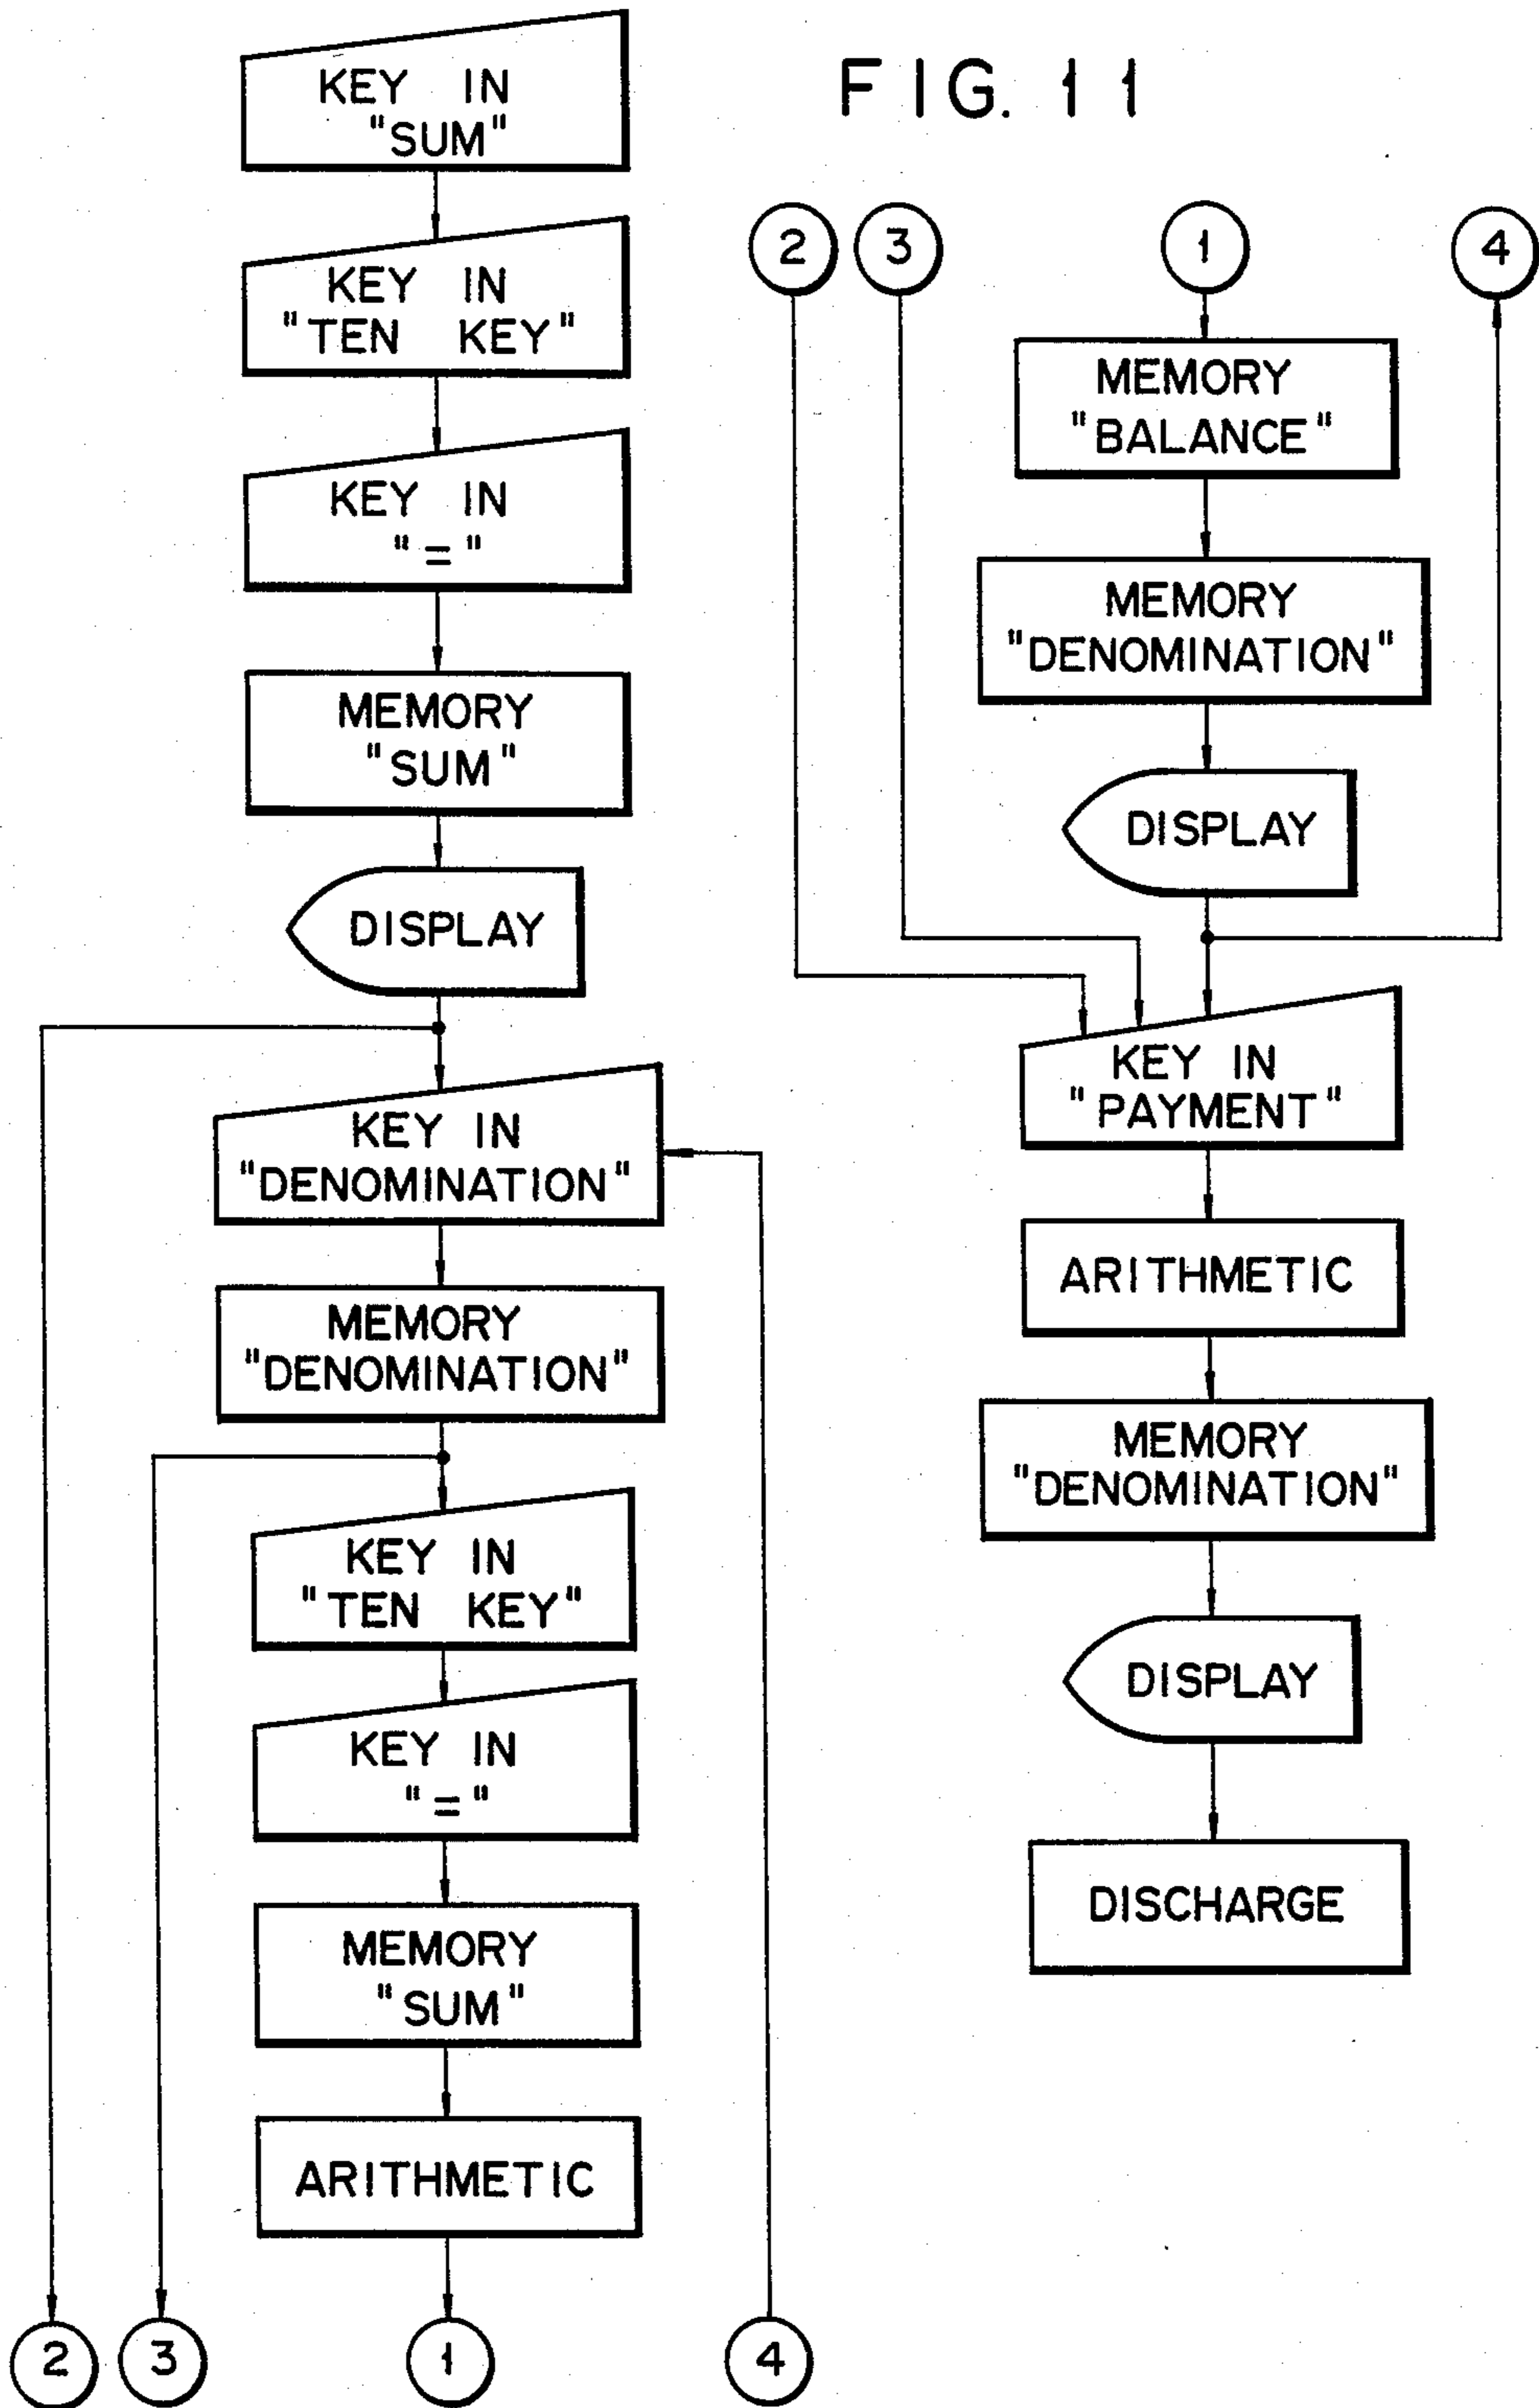 FIG. 11
KEY IN
"SUM"
KEY IN
"TEN KEY"
KEY IN
"="
MEMORY
"SUM"
DISPLAY
KEY IN
"DENOMINATION"
MEMORY
"DENOMINATION"
KEY IN
"TEN KEY"
KEY IN
"="
MEMORY
"SUM"
ARITHMETIC
2
3
1
4
2
3
1
4
MEMORY
"BALANCE"
MEMORY
"DENOMINATION"
DISPLAY
KEY IN
"PAYMENT"
ARITHMETIC
MEMORY
"DENOMINATION"
DISPLAY
DISCHARGE